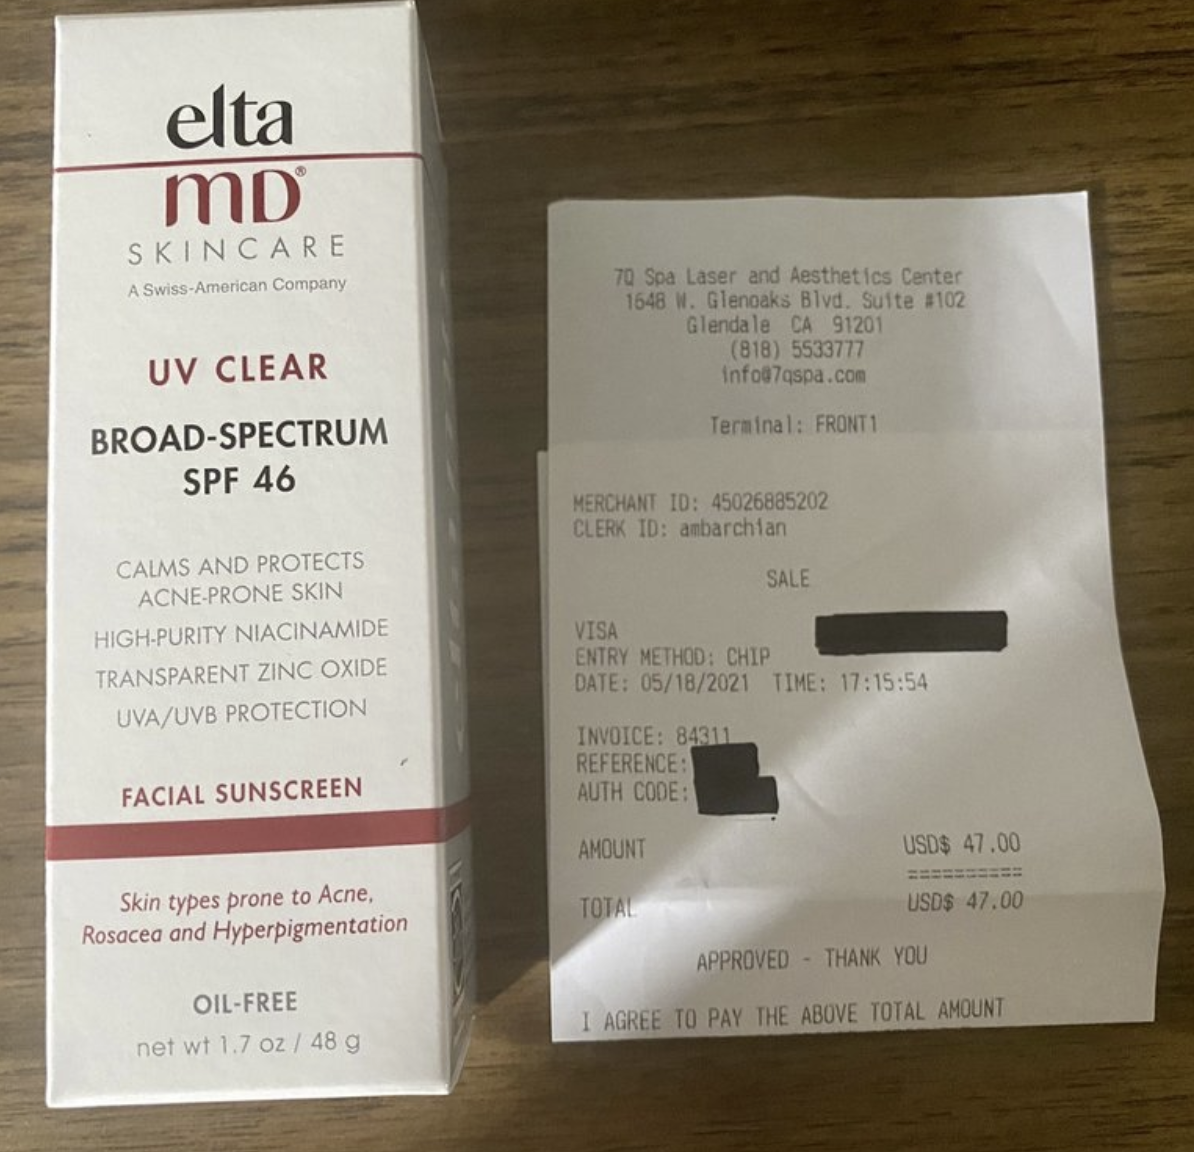 elta
MD®
SKINCARE
A Swiss-American Company
UV CLEAR
BROAD-SPECTRUM
SPF 46
CALMS AND PROTECTS
ACNE-PRONE SKIN
HIGH-PURITY NIACINAMIDE
TRANSPARENT ZINC OXIDE
UVA/UVB PROTECTION
FACIAL SUNSCREEN
Skin types prone to Acne,
Rosacea and Hyperpigmentation
OIL-FREE
net wt 1.7 oz / 48 g
7Q Spa Laser and Aesthetics Center
1648 W. Glenoaks Blvd. Suite #102
Glendale CA 91201
(818) 5533777
info@7qspa.com
Terminal: FRONT1
MERCHANT ID: 45026885202
CLERK ID: ambarchian
SALE
VISA
ENTRY METHOD: CHIP
DATE: 05/18/2021 TIME: 17:15:54
INVOICE: 84311
REFERENCE:
AUTH CODE:
AMOUNT USD$ 47.00
==========
TOTAL USD$ 47.00
APPROVED - THANK YOU
I AGREE TO PAY THE ABOVE TOTAL AMOUNT